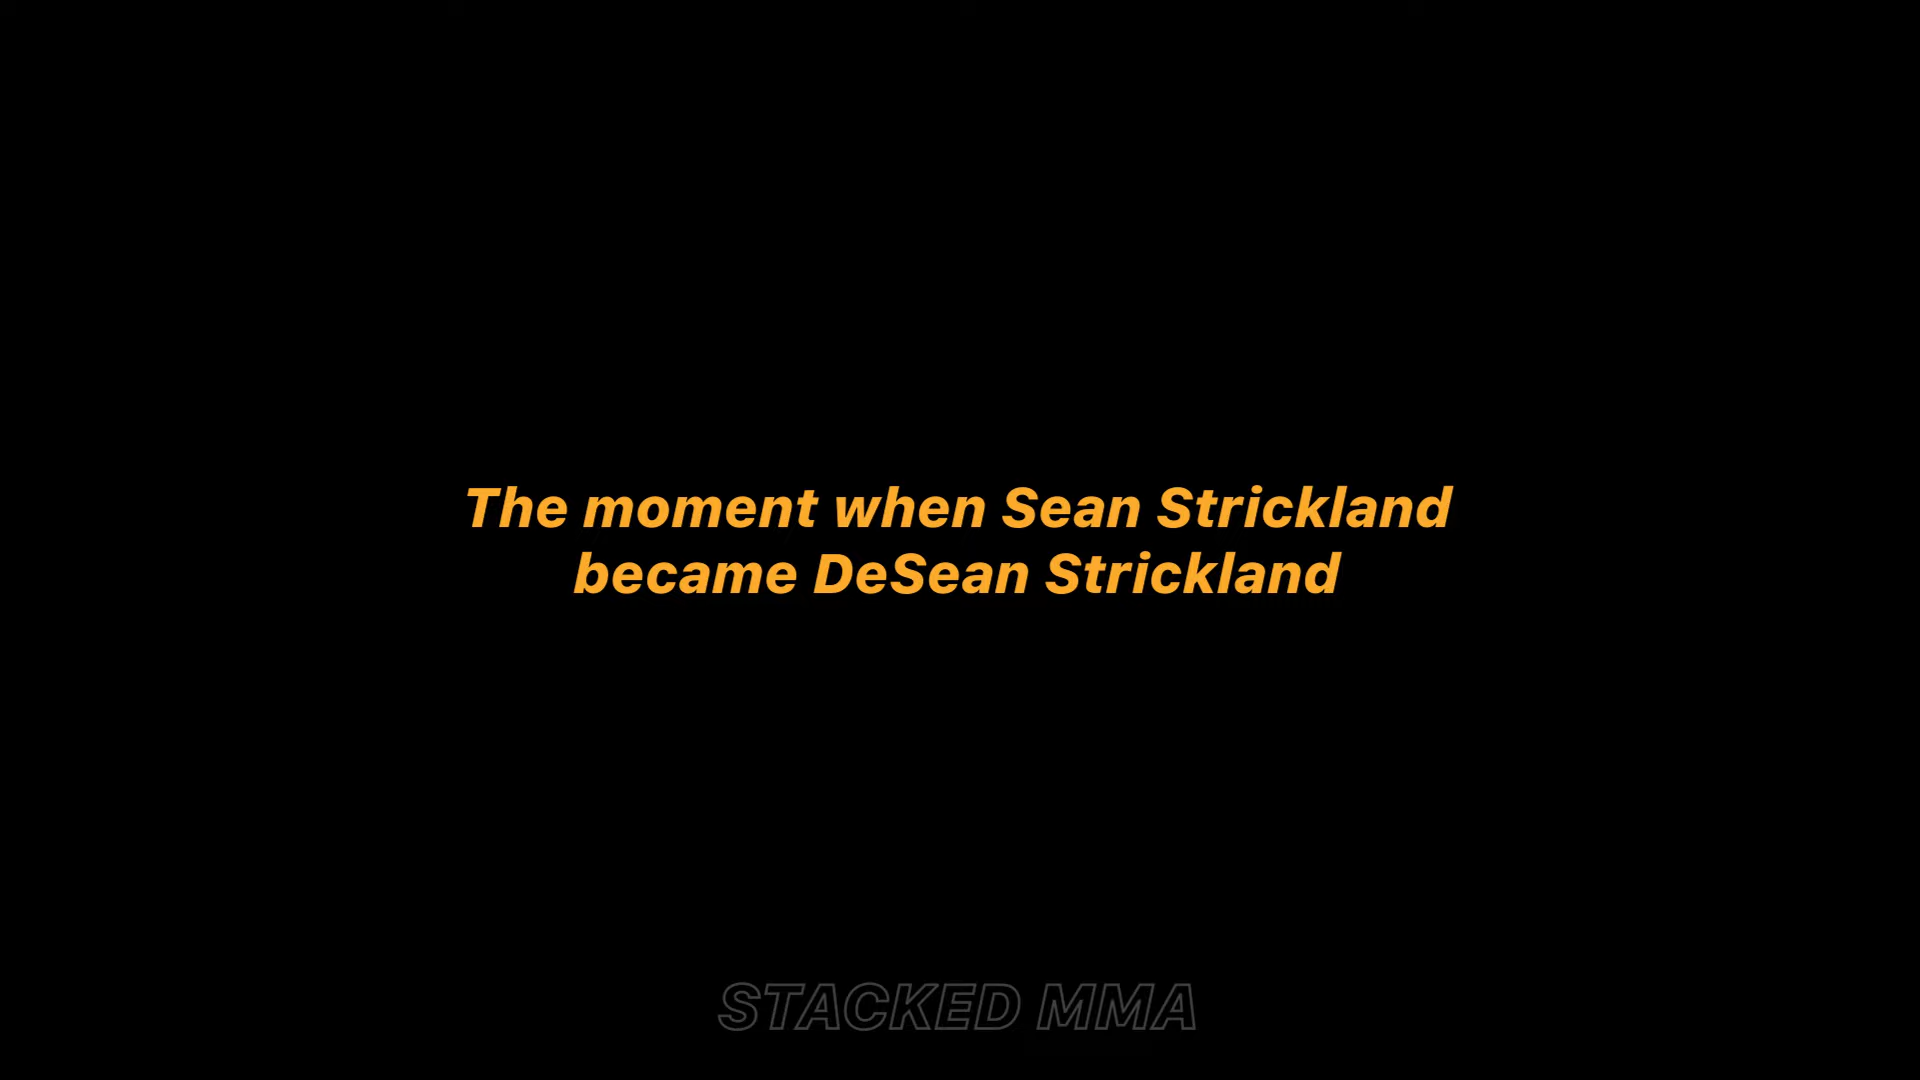 The moment when Sean Strickland
became DeSean Strickland
STACKED MMA